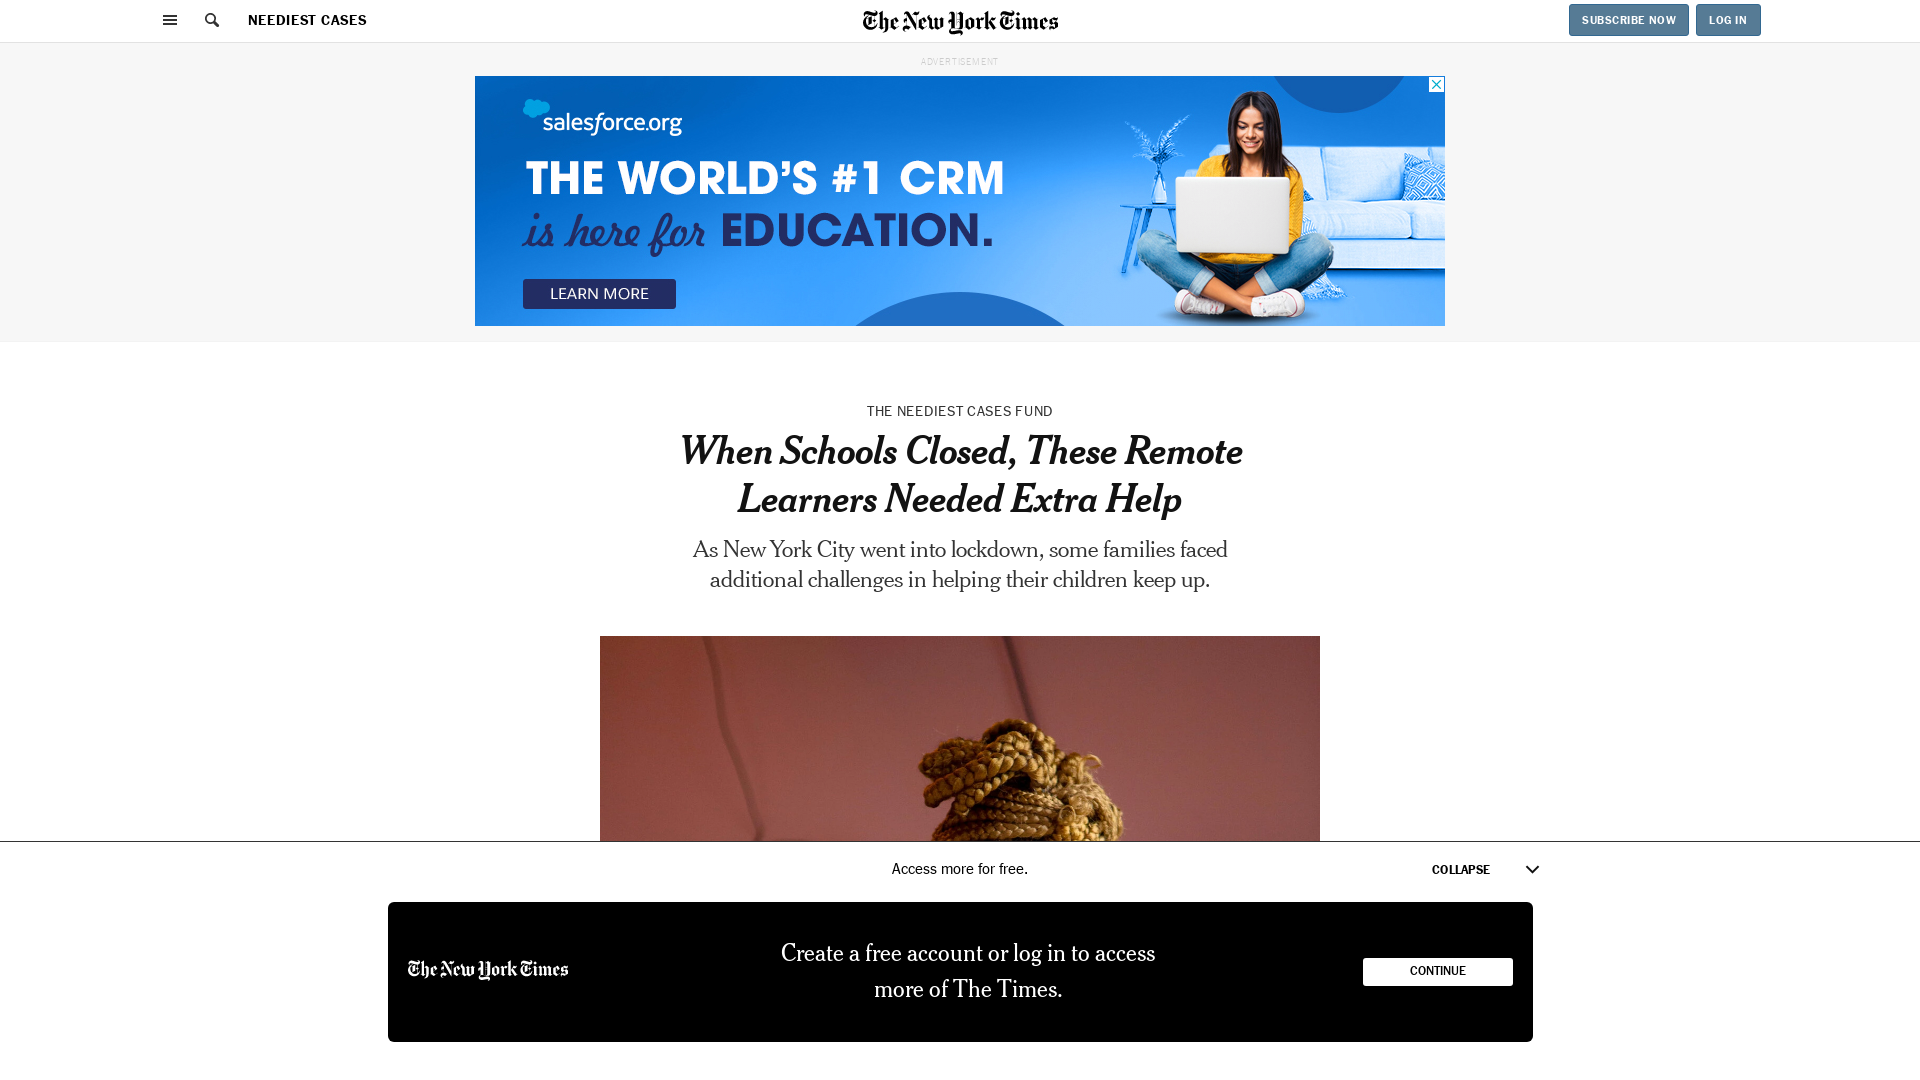 NEEDIEST CASES
The New York Times
SUBSCRIBE NOW
LOG IN
ADVERTISEMENT
salesforce.org
THE WORLD'S #1 CRM
is here for EDUCATION.
LEARN MORE
THE NEEDIEST CASES FUND
When Schools Closed, These Remote
Learners Needed Extra Help
As New York City went into lockdown, some families faced
additional challenges in helping their children keep up.
Access more for free.
COLLAPSE
The New York Times
Create a free account or log in to access
more of The Times.
CONTINUE